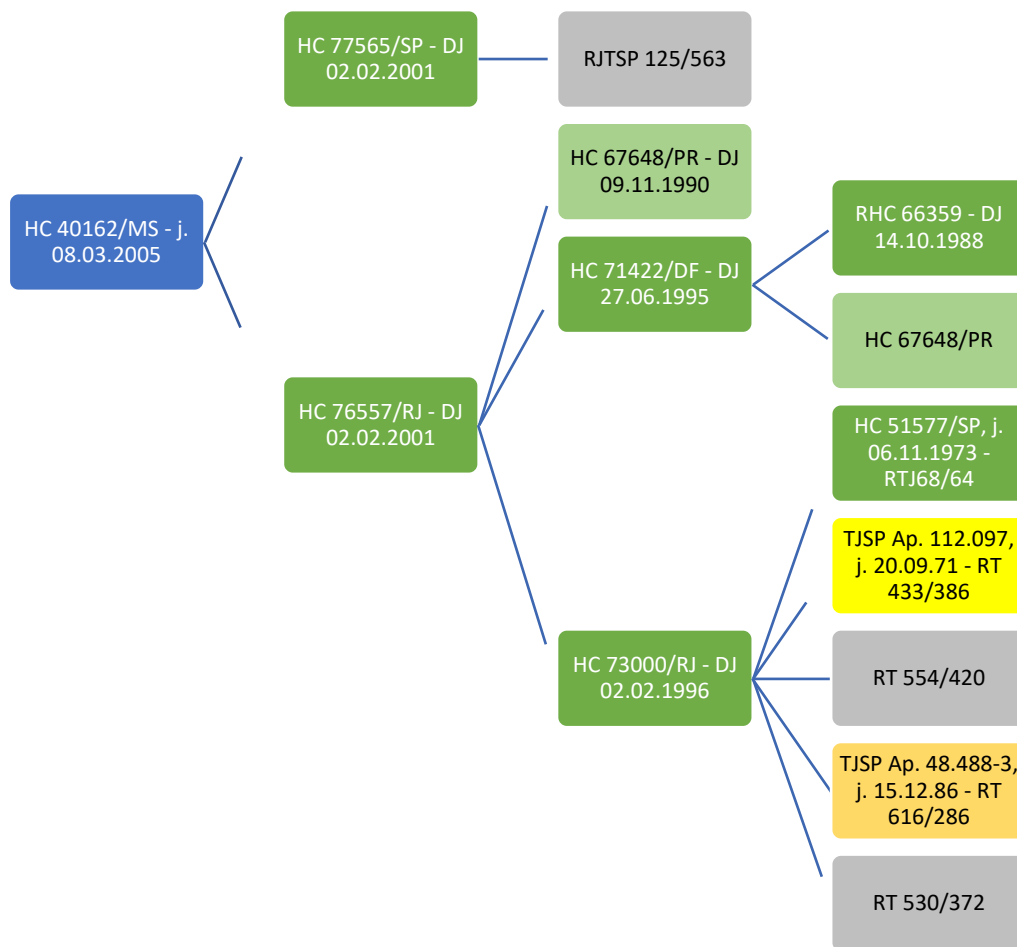 HC 40162/MS - j.
08.03.2005
HC 77565/SP - DJ
02.02.2001
HC 76557/RJ - DJ
02.02.2001
RJTSP 125/563
HC 67648/PR - DJ
09.11.1990
HC 71422/DF - DJ
27.06.1995
HC 73000/RJ - DJ
02.02.1996
RHC 66359 - DJ
14.10.1988
HC 67648/PR
HC 51577/SP, j.
06.11.1973 -
RTJ68/64
TJSP Ap. 112.097,
j. 20.09.71 - RT
433/386
RT 554/420
TJSP Ap. 48.488-3,
j. 15.12.86 - RT
616/286
RT 530/372